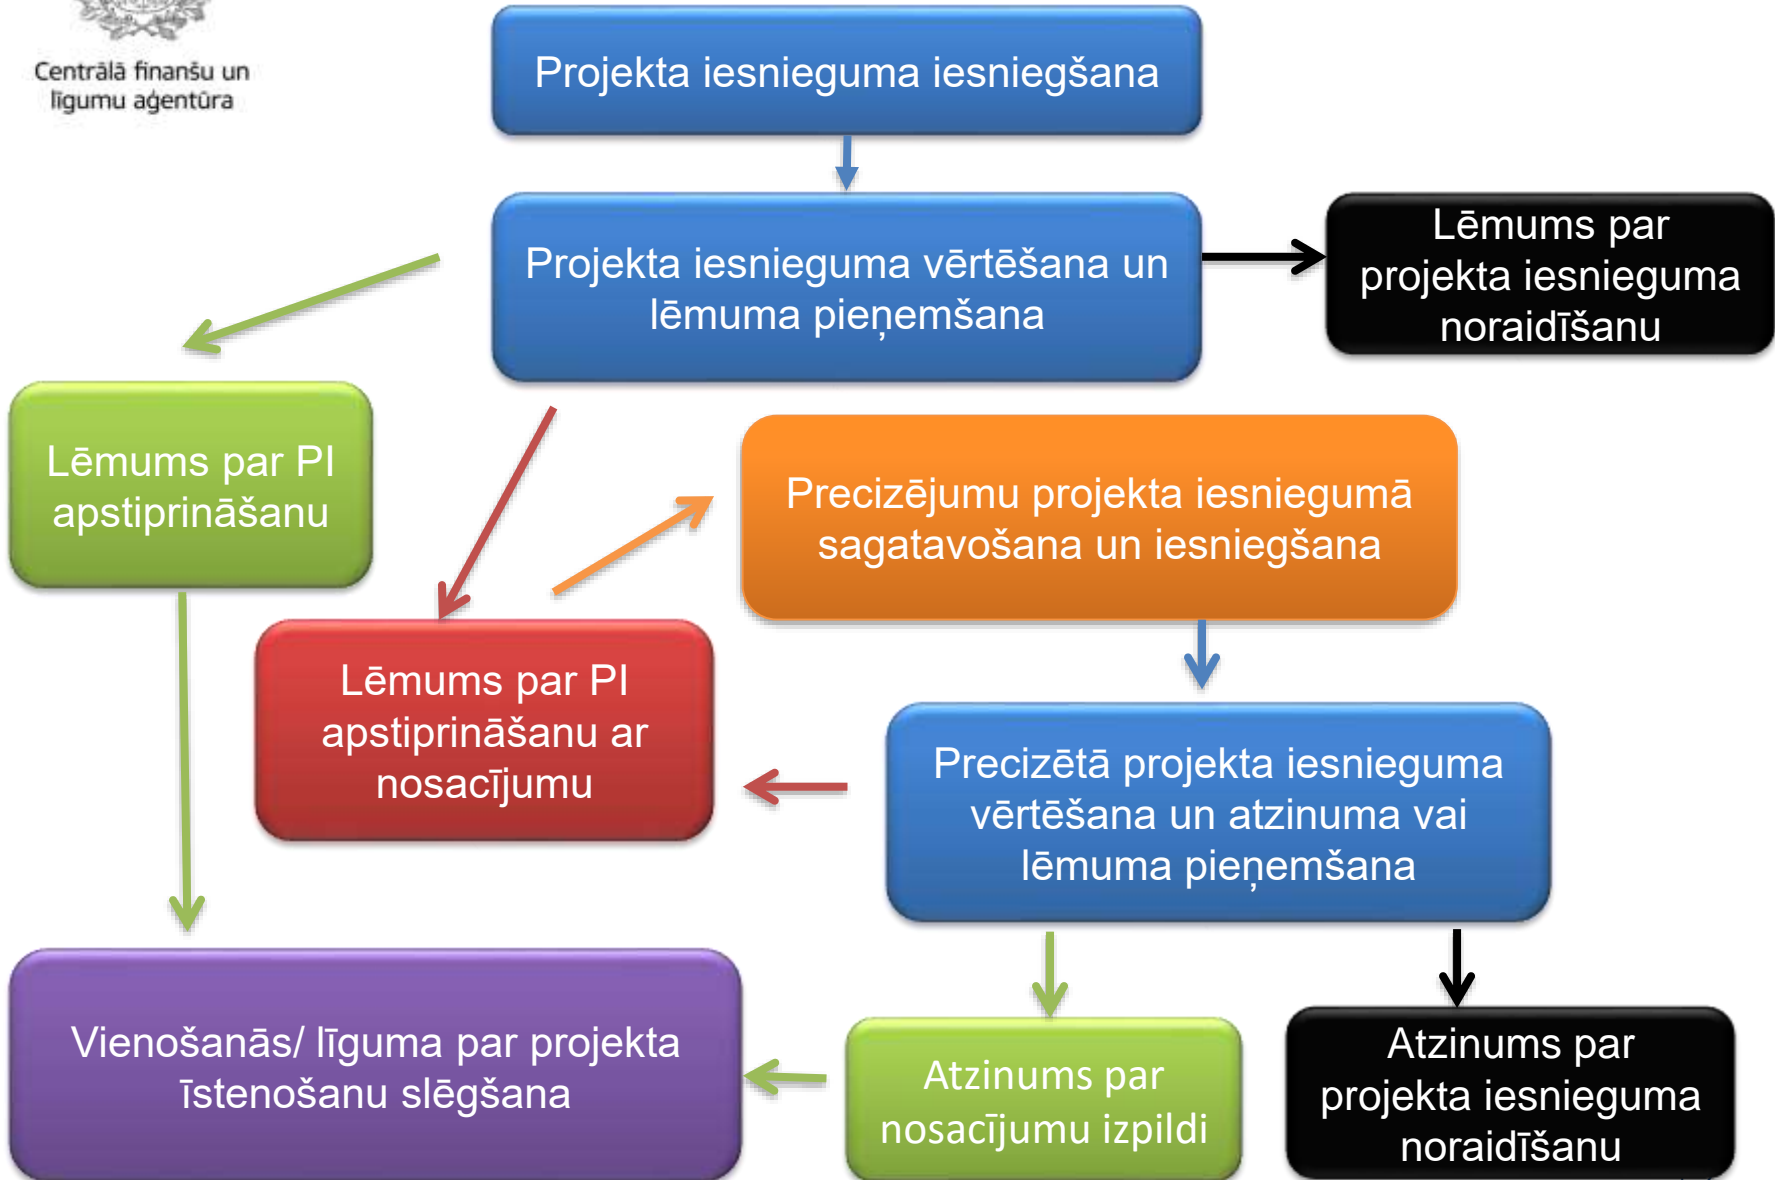 Centrālā finanšu un
līgumu aģentūra
Projekta iesnieguma iesniegšana
Projekta iesnieguma vērtēšana un
lēmuma pieņemšana
Lēmums par
projekta iesnieguma
noraidīšanu
Lēmums par PI
apstiprināšanu
Precizējumu projekta iesniegumā
sagatavošana un iesniegšana
Lēmums par PI
apstiprināšanu ar
nosacījumu
Precizētā projekta iesnieguma
vērtēšana un atzinuma vai
lēmuma pieņemšana
Vienošanās/ līguma par projekta
īstenošanu slēgšana
Atzinums par
nosacījumu izpildi
Atzinums par
projekta iesnieguma
noraidīšanu